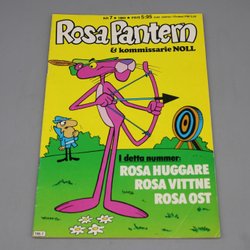 Rosa Pantern
& kommissarie NOLL
I detta nummer:
ROSA HUGGARE
ROSA VITTNE
ROSA OST